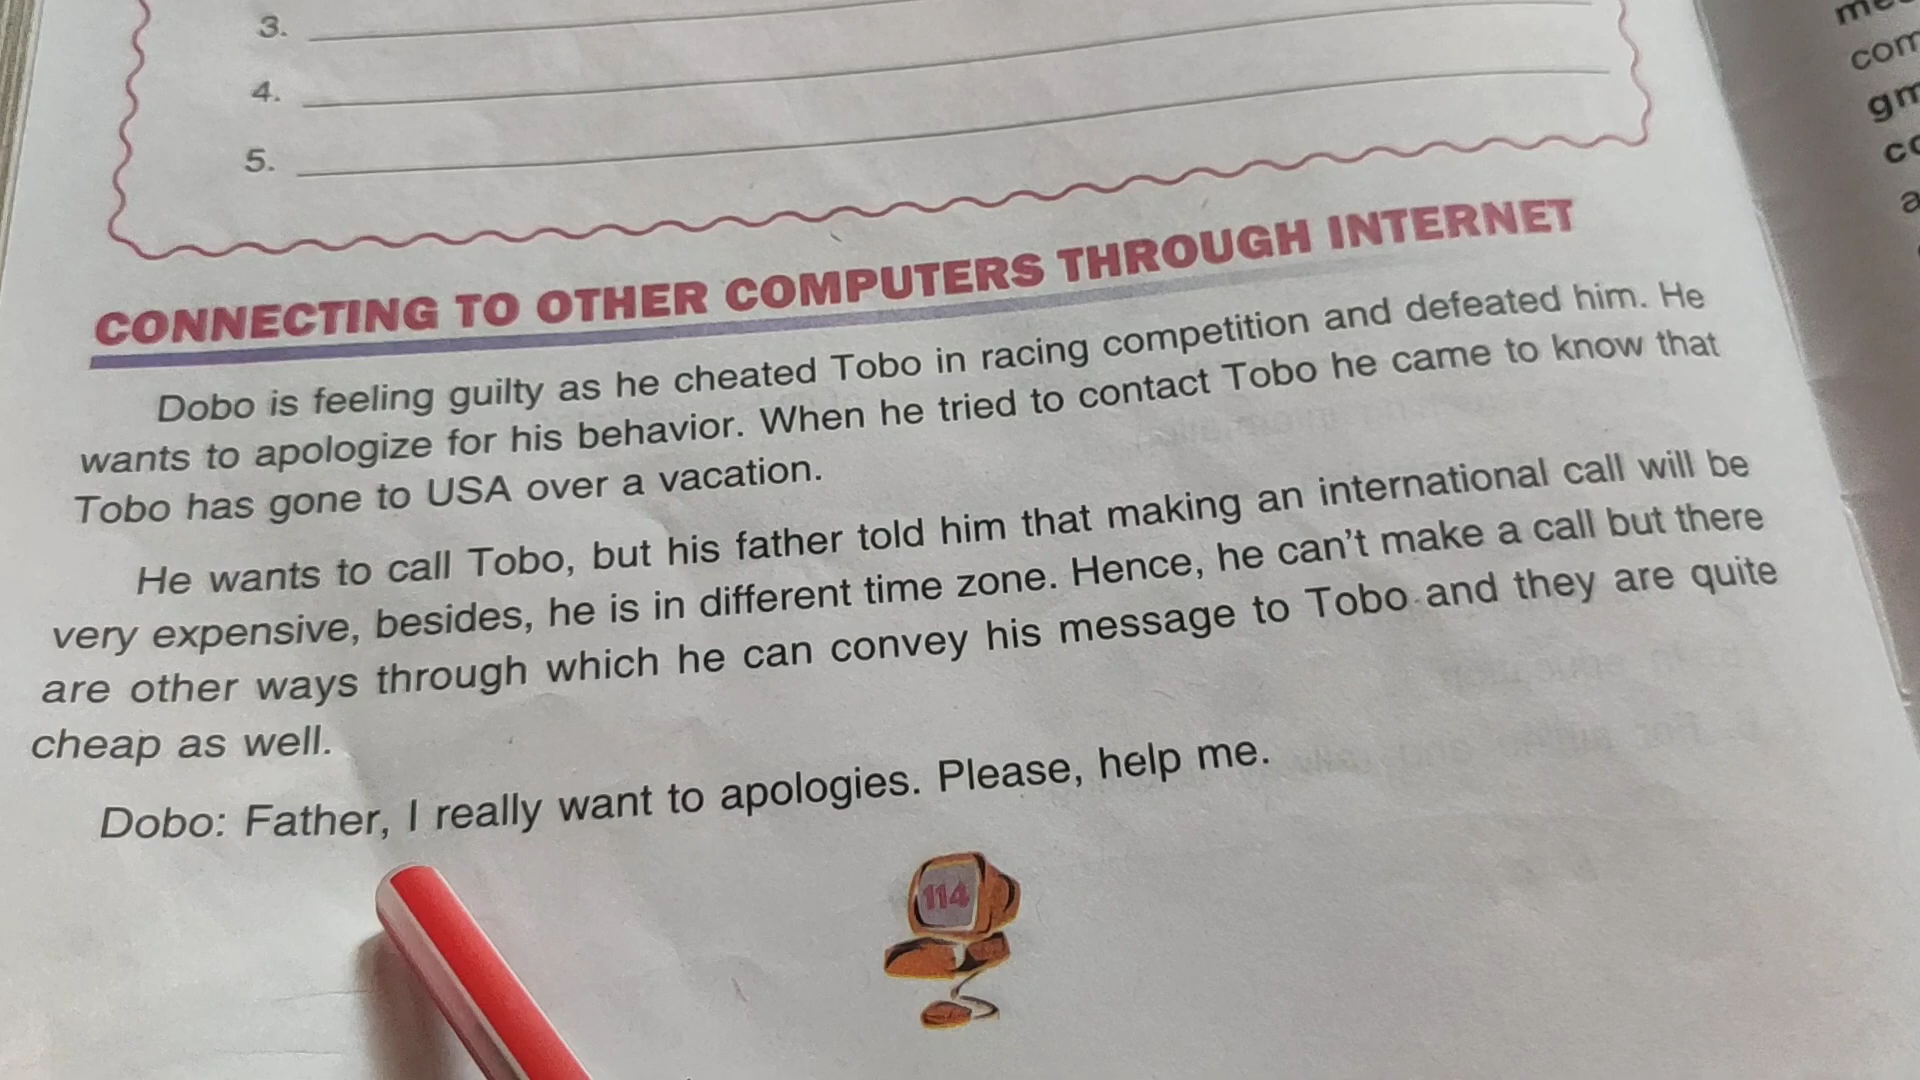 3.
4.
5.
CONNECTING TO OTHER COMPUTERS THROUGH INTERNET
Dobo is feeling guilty as he cheated Tobo in racing competition and defeated him. He
wants to apologize for his behavior. When he tried to contact Tobo he came to know that
Tobo has gone to USA over a vacation.
He wants to call Tobo, but his father told him that making an international call will be
very expensive, besides, he is in different time zone. Hence, he can't make a call but there
are other ways through which he can convey his message to Tobo and they are quite
cheap as well.
Dobo: Father, I really want to apologies. Please, help me.
114